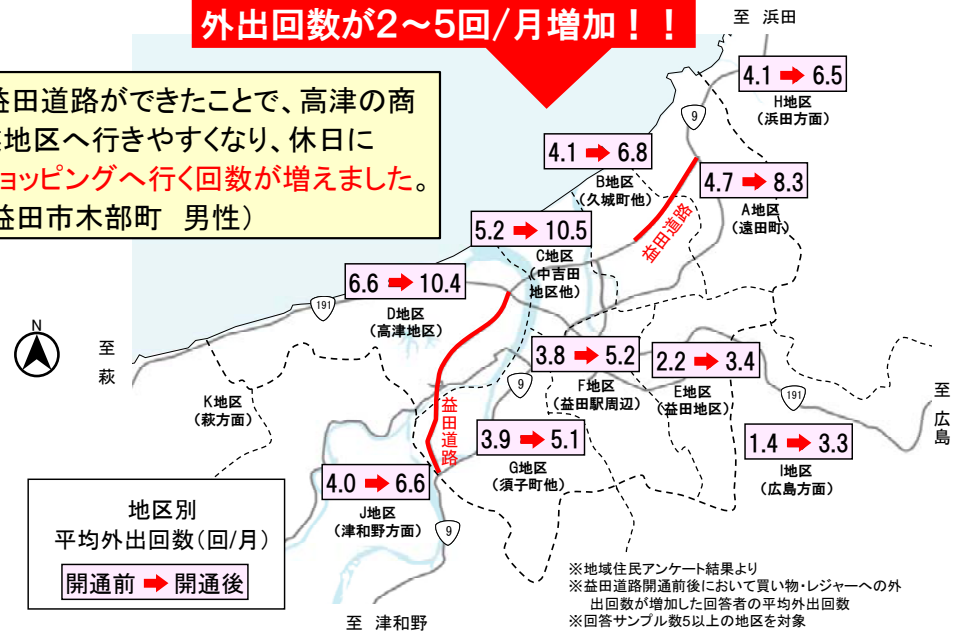 外出回数が2～5回/月増加！！
益田道路ができたことで、高津の商
地区へ行きやすくなり、休日に
ョッピングへ行く回数が増えました。
益田市木部町 男性）
至 浜田
4.1 ➡ 6.5
H地区
（浜田方面）
9
4.1 ➡ 6.8
B地区
（久城町他）
4.7 ➡ 8.3
A地区
（遠田町）
益田道路
5.2 ➡ 10.5
C地区
（中吉田
地区他）
6.6 ➡ 10.4
D地区
（高津地区）
191
N
至
萩
K地区
（萩方面）
益田道路
3.8 ➡ 5.2
F地区
（益田駅周辺）
9
2.2 ➡ 3.4
E地区
（益田地区）
191
至
広島
1.4 ➡ 3.3
I地区
（広島方面）
3.9 ➡ 5.1
G地区
（須子町他）
4.0 ➡ 6.6
J地区
（津和野方面）
9
至 津和野
地区別
平均外出回数（回/月）
開通前 ➡ 開通後
※地域住民アンケート結果より
※益田道路開通前後において買い物・レジャーへの外
出回数が増加した回答者の平均外出回数
※回答サンプル数5以上の地区を対象